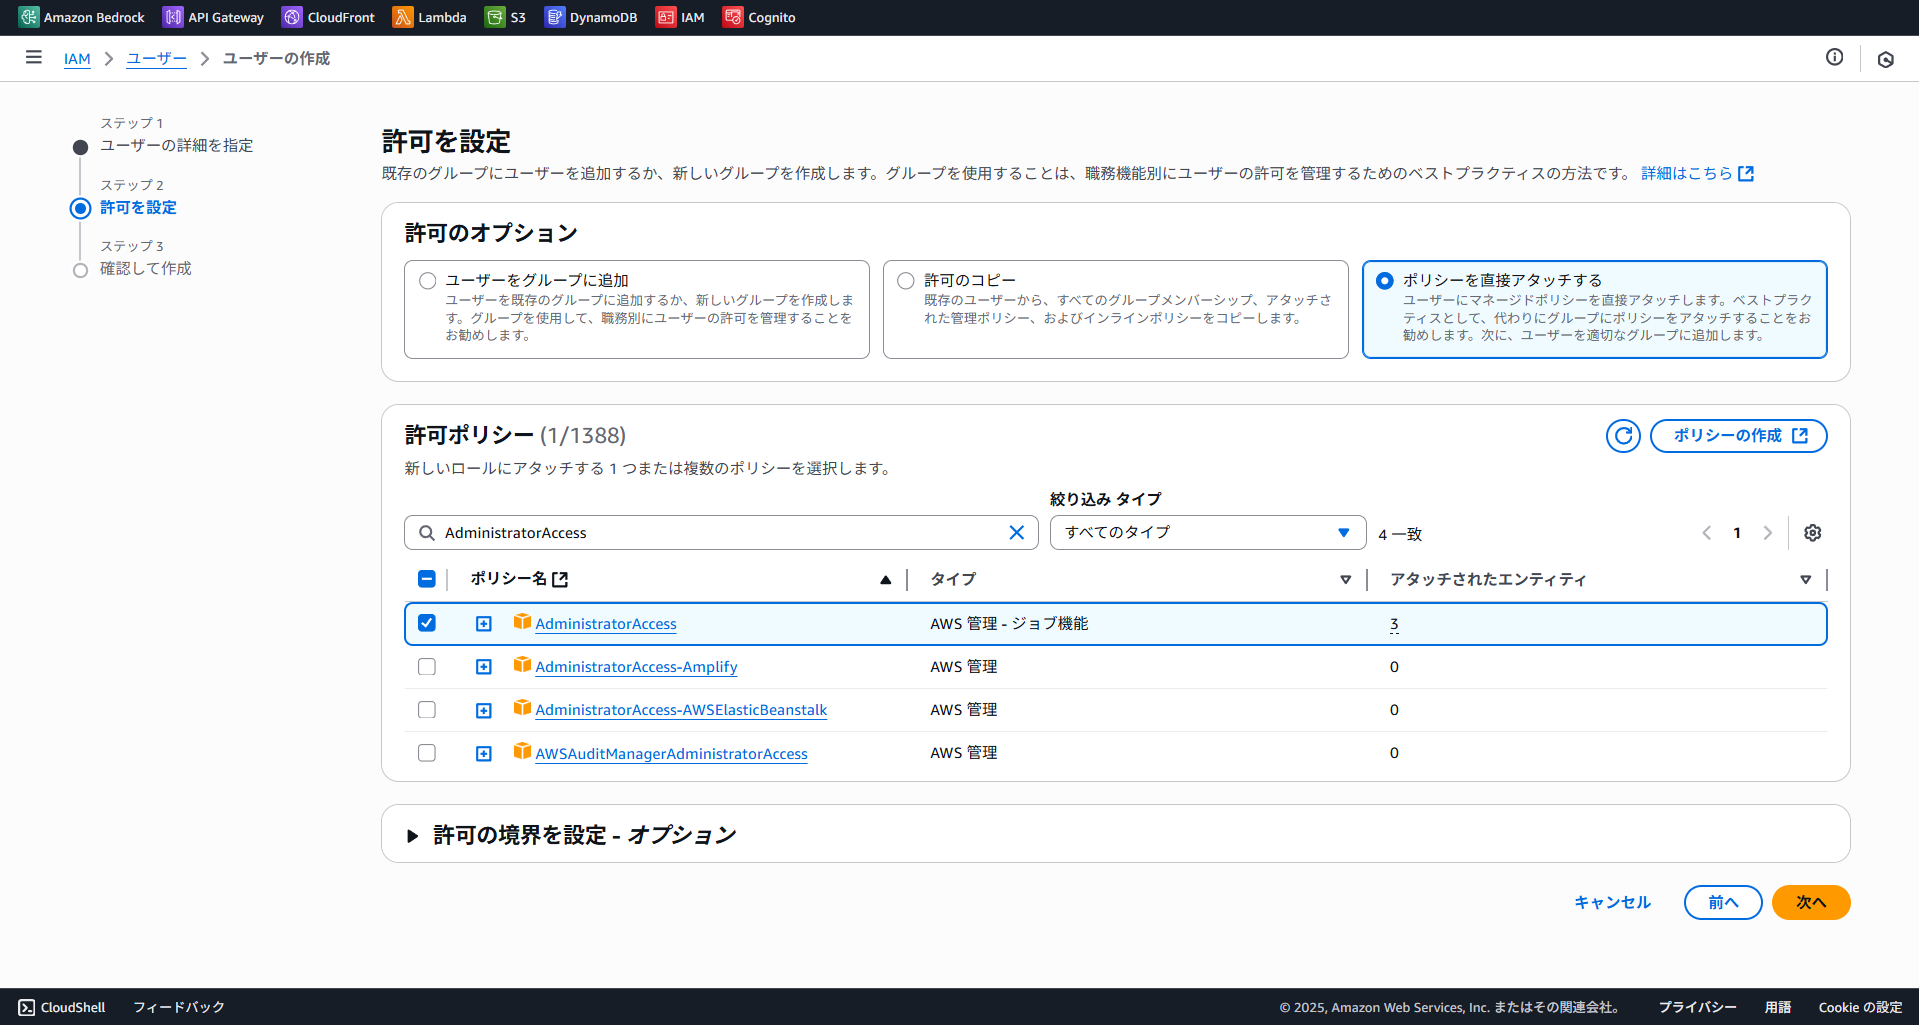 Amazon Bedrock API Gateway CloudFront Lambda S3 DynamoDB IAM Cognito
IAM ユーザー ユーザーの作成
ステップ 1
ユーザーの詳細を指定
ステップ 2
許可を設定
ステップ 3
確認して作成
許可を設定
既存のグループにユーザーを追加するか、新しいグループを作成します。グループを使用することは、職務機能別にユーザーの許可を管理するためのベストプラクティスの方法です。 詳細はこちら
許可のオプション
ユーザーをグループに追加
ユーザーを既存のグループに追加するか、新しいグループを作成しま
す。グループを使用して、職務別にユーザーの許可を管理することを
お勧めします。
許可のコピー
既存のユーザーから、すべてのグループメンバーシップ、アタッチさ
れた管理ポリシー、およびインラインポリシーをコピーします。
ポリシーを直接アタッチする
ユーザーにマネージドポリシーを直接アタッチします。ベストプラク
ティスとして、代わりにグループにポリシーをアタッチすることをお
勧めします。次に、ユーザーを適切なグループに追加します。
許可ポリシー (1/1388)
ポリシーの作成
新しいロールにアタッチする 1 つまたは複数のポリシーを選択します。
絞り込み タイプ
AdministratorAccess すべてのタイプ 4 一致 1
ポリシー名 タイプ アタッチされたエンティティ
AdministratorAccess AWS 管理 - ジョブ機能 3
AdministratorAccess-Amplify AWS 管理 0
AdministratorAccess-AWSElasticBeanstalk AWS 管理 0
AWSAuditManagerAdministratorAccess AWS 管理 0
許可の境界を設定 - オプション
キャンセル 前へ 次へ
CloudShell フィードバック © 2025, Amazon Web Services, Inc. またはその関連会社。 プライバシー 用語 Cookie の設定